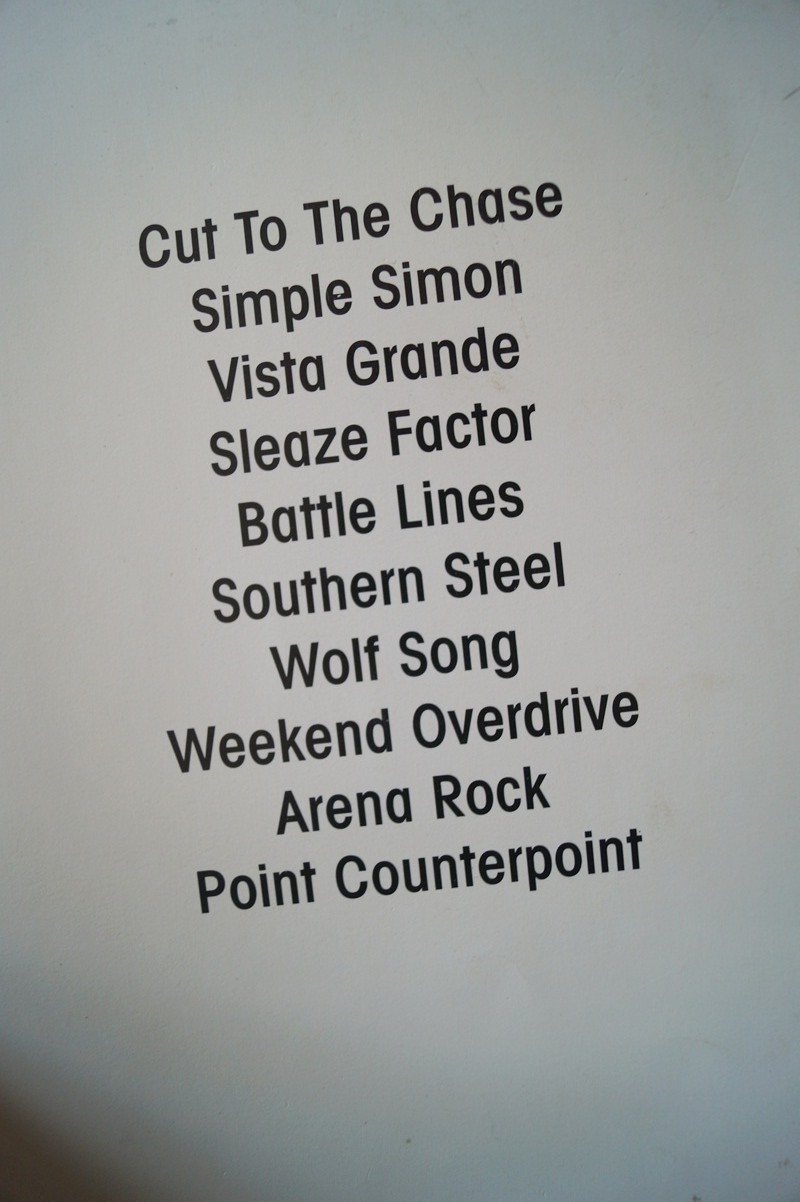 Cut To The Chase
Simple Simon
Vista Grande
Sleaze Factor
Battle Lines
Southern Steel
Wolf Song
Weekend Overdrive
Arena Rock
Point Counterpoint